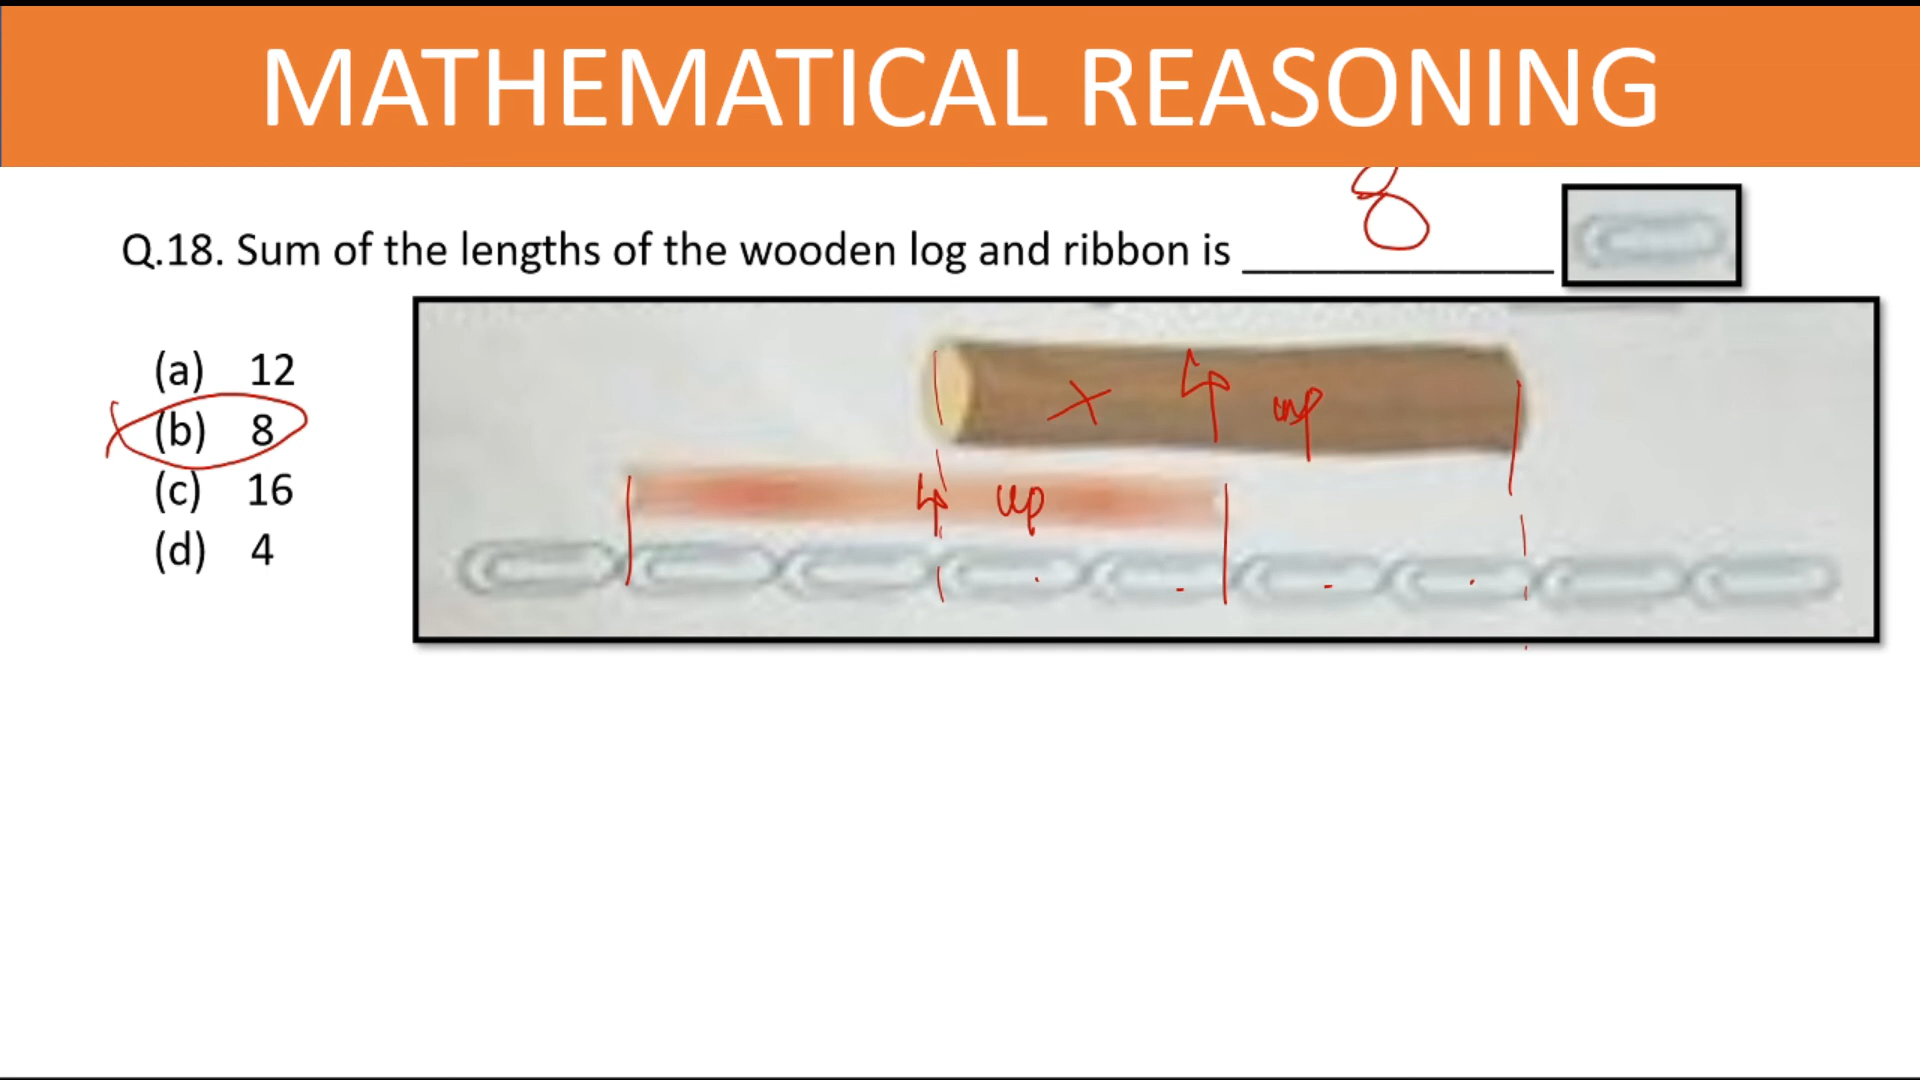 MATHEMATICAL REASONING
8
Q.18. Sum of the lengths of the wooden log and ribbon is ________________
(a) 12
(b) 8
(c) 16
(d) 4
4 up
4 up